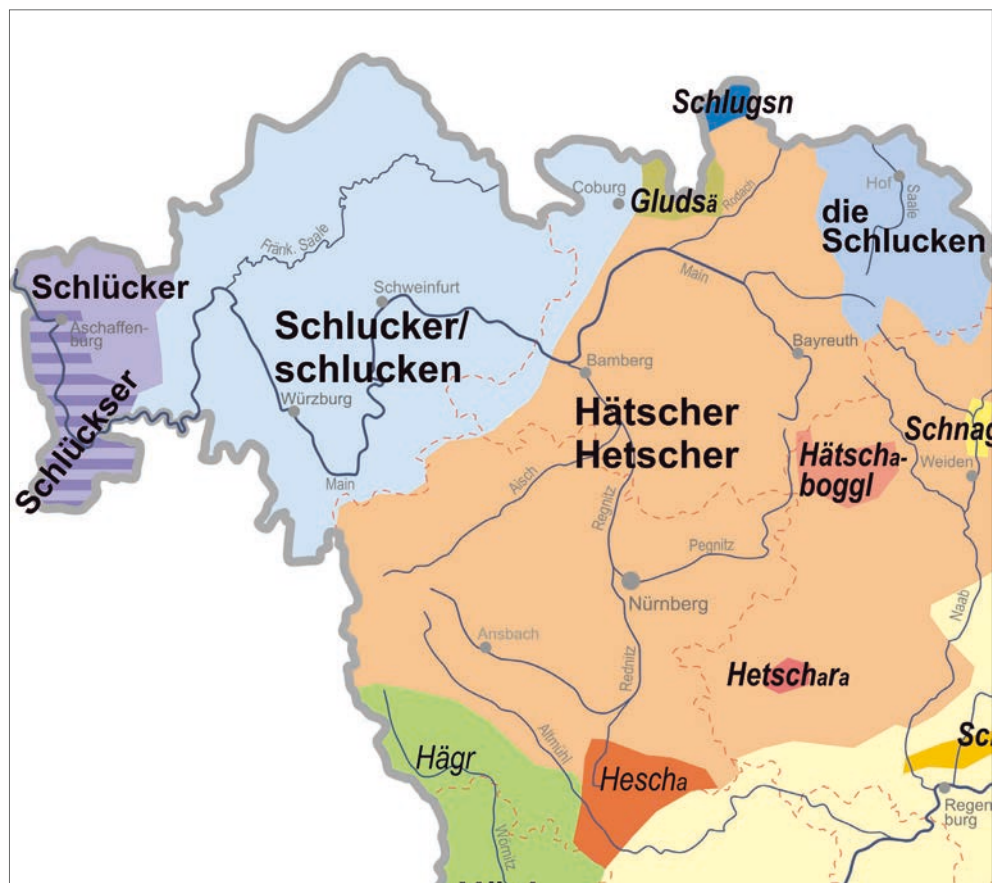 Schlugsn
Coburg
Gludsä
Rodach
Hof
Saale
die
Schlucken
Fränk. Saale
Main
Schlücker
Aschaffen-
burg
Schweinfurt
Schlucker/
schlucken
Würzburg
Main
Schlückser
Bamberg
Bayreuth
Hätscher
Hetscher
Hätscha-
boggl
Schnag
Weiden
Aisch
Regnitz
Pegnitz
Nürnberg
Naab
Ansbach
Rednitz
Hetschara
Altmühl
Hägr
Hescha
Regen
burg
Wörnitz